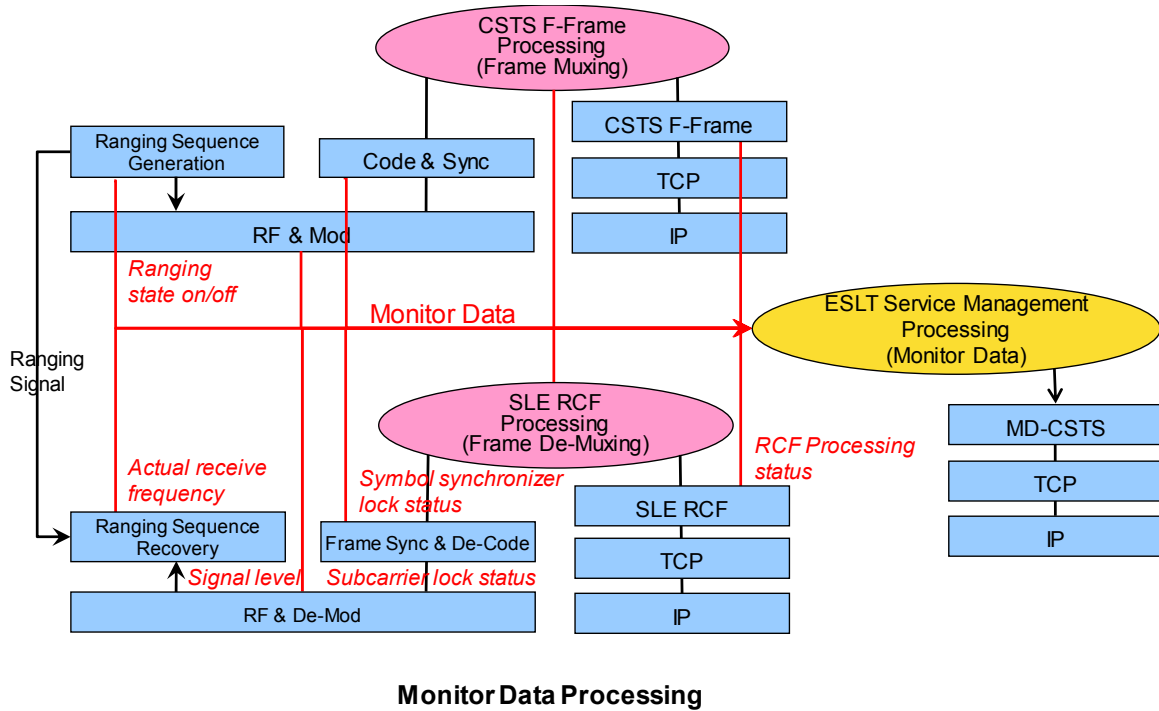 CSTS F-Frame
Processing
(Frame Muxing)
Ranging Sequence
Generation
Code & Sync
CSTS F-Frame
TCP
RF & Mod
IP
Ranging
state on/off
Monitor Data
ESLT Service Management
Processing
(Monitor Data)
Ranging
Signal
SLE RCF
Processing
(Frame De-Muxing)
MD-CSTS
RCF Processing
status
Actual receive
frequency
Symbol synchronizer
lock status
TCP
SLE RCF
Ranging Sequence
Recovery
Frame Sync & De-Code
IP
TCP
Signal level
Subcarrier lock status
RF & De-Mod
IP
Monitor Data Processing